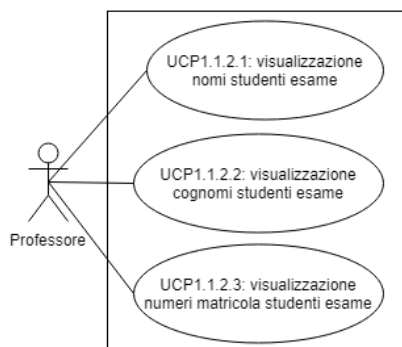 UCP1.1.2.1: visualizzazione
nomi studenti esame
UCP1.1.2.2: visualizzazione
cognomi studenti esame
Professore
UCP1.1.2.3: visualizzazione
numeri matricola studenti esame